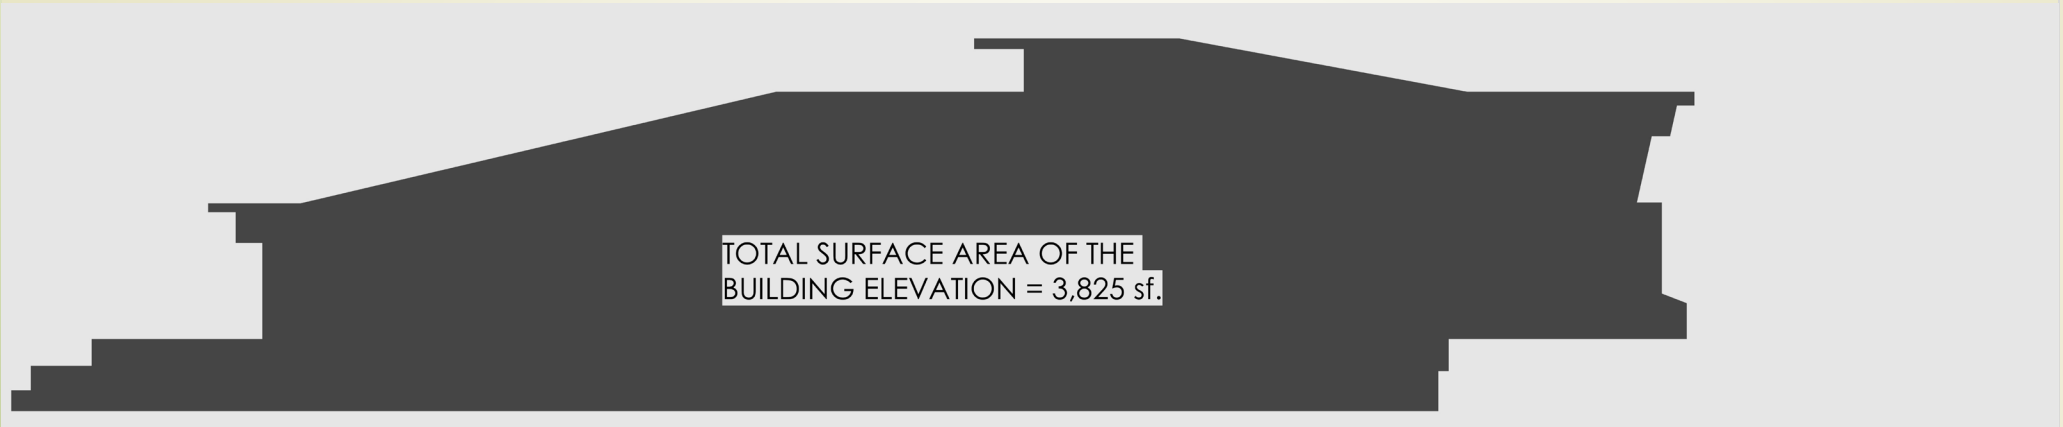 TOTAL SURFACE AREA OF THE
BUILDING ELEVATION = 3,825 sf.